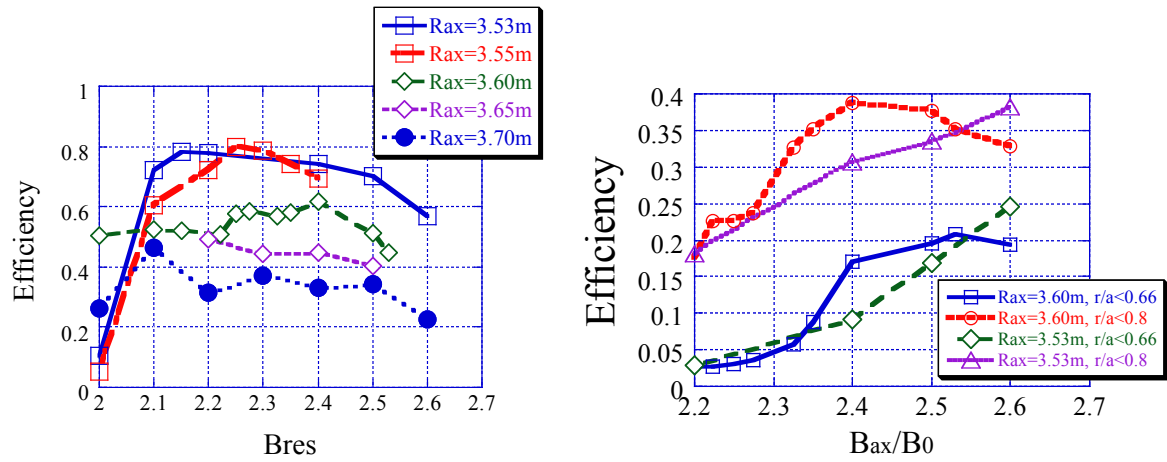 Rax=3.53m
Rax=3.55m
Rax=3.60m
Rax=3.65m
Rax=3.70m
1
0.8
0.6
0.4
0.2
0
2 2.1 2.2 2.3 2.4 2.5 2.6 2.7
Efficiency
Bres
0.4
0.35
0.3
0.25
0.2
0.15
0.1
0.05
0
2.2 2.3 2.4 2.5 2.6 2.7
Efficiency
Bax/B0
Rax=3.60m, r/a<0.66
Rax=3.60m, r/a<0.8
Rax=3.53m, r/a<0.66
Rax=3.53m, r/a<0.8